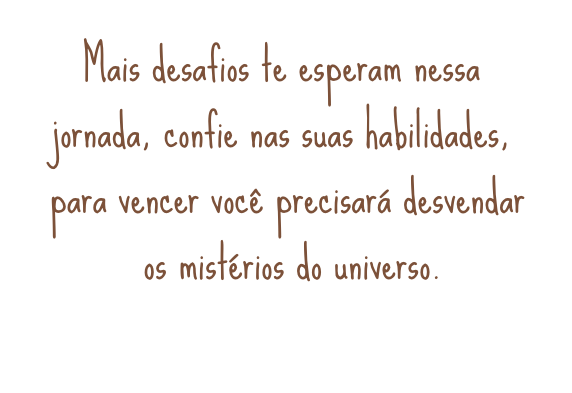 Mais desafios te esperam nessa
jornada, confie nas suas habilidades,
para vencer você precisará desvendar
os mistérios do universo.